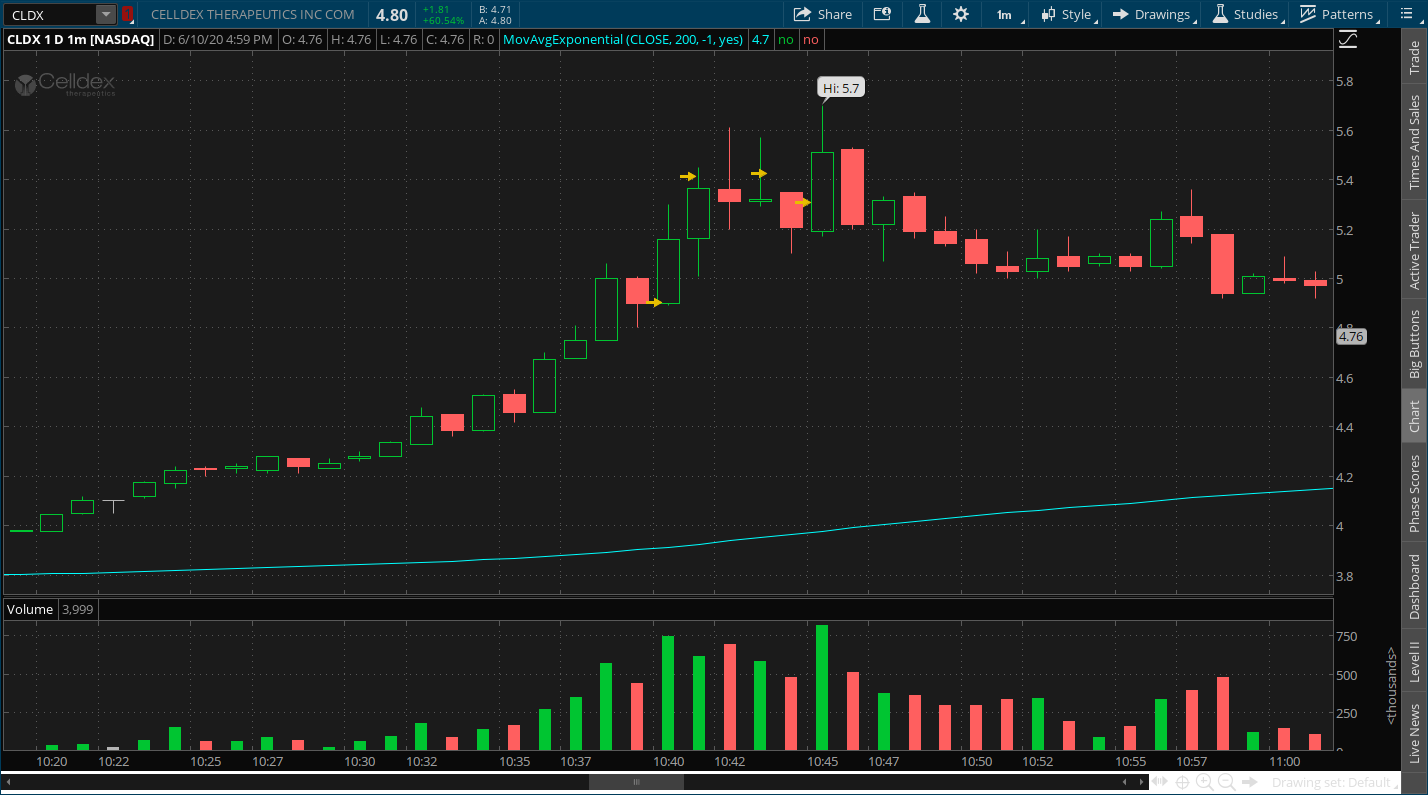 CLDX
1
CELLDEX THERAPEUTICS INC COM
4.80
+1.81
+60.54%
B: 4.71
A: 4.80
Share
1m
Style
Drawings
Studies
Patterns
CLDX 1 D 1m [NASDAQ]
D: 6/10/20 4:59 PM
O: 4.76
H: 4.76
L: 4.76
C: 4.76
R: 0
MovAvgExponential (CLOSE, 200, -1, yes)
4.7
no
no
Celldex
therapeutics
Hi: 5.7
5.8
5.6
5.4
5.2
5
4.8
4.76
4.6
4.4
4.2
4
3.8
Volume
3,999
750
500
250
0
<thousands>
10:20
10:22
10:25
10:27
10:30
10:32
10:35
10:37
10:40
10:42
10:45
10:47
10:50
10:52
10:55
10:57
11:00
Drawing set: Default
Trade
Times And Sales
Active Trader
Big Buttons
Chart
Phase Scores
Dashboard
Level II
Live News